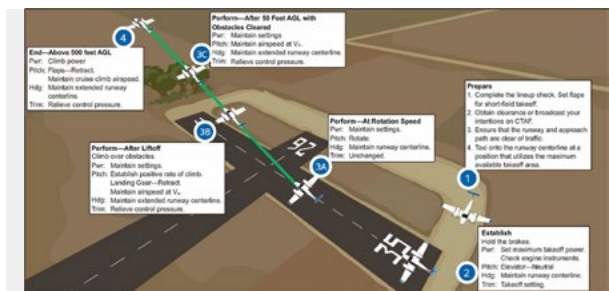 4
End—Above 500 feet AGL
Pwr: Climb power
Pitch: Flaps—Retract.
Maintain cruise climb airspeed.
Hdg: Maintain extended runway
centerline.
Trim: Relieve control pressure.
3C
Perform—After 50 Feet AGL with
Obstacles Cleared
Pwr: Maintain settings
Pitch: Maintain airspeed at
Hdg: Maintain extended runway
centerline.
Trim: Relieve control pressure.
3B
Perform—After Liftoff
Climb over obstacles.
Pwr: Maintain settings.
Pitch: Establish positive rate of climb.
Landing Gear—Retract
Maintain airspeed at
Hdg: Maintain extended runway centerline.
Trim: Relieve control pressure
3A
Perform—At Rotation Speed
Pwr: Maintain settings.
Pitch: Rotate.
Hdg: Maintain runway centerline.
Trim: Unchanged.
26
Prepare
1. Complete the lineup check. Set flaps
for short-field takeoff.
2. Obtain clearance or broadcast your
intentions on CTAF.
3. Ensure that the runway and approach
path are clear of traffic.
4. Taxi onto the runway centerline at a
position that utilizes the maximum
available takeoff area.
1
Establish
Hold the brakes.
Pwr: Set maximum takeoff power.
Check engine instruments.
Pitch: Elevator—Neutral
Hdg: Maintain runway centerline.
Trim: Takeoff setting.
2